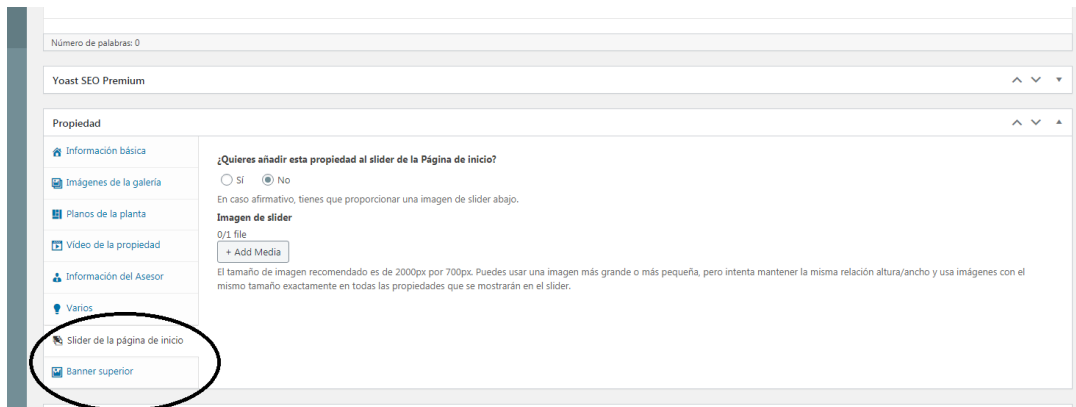 Número de palabras: 0
Yoast SEO Premium
Propiedad
Información básica
Imágenes de la galería
Planos de la planta
Vídeo de la propiedad
Información del Asesor
Varios
Slider de la página de inicio
Banner superior
¿Quieres añadir esta propiedad al slider de la Página de inicio?
Sí No
En caso afirmativo, tienes que proporcionar una imagen de slider abajo.
Imagen de slider
0/1 file
+ Add Media
El tamaño de imagen recomendado es de 2000px por 700px. Puedes usar una imagen más grande o más pequeña, pero intenta mantener la misma relación altura/ancho y usa imágenes con el
mismo tamaño exactamente en todas las propiedades que se mostrarán en el slider.